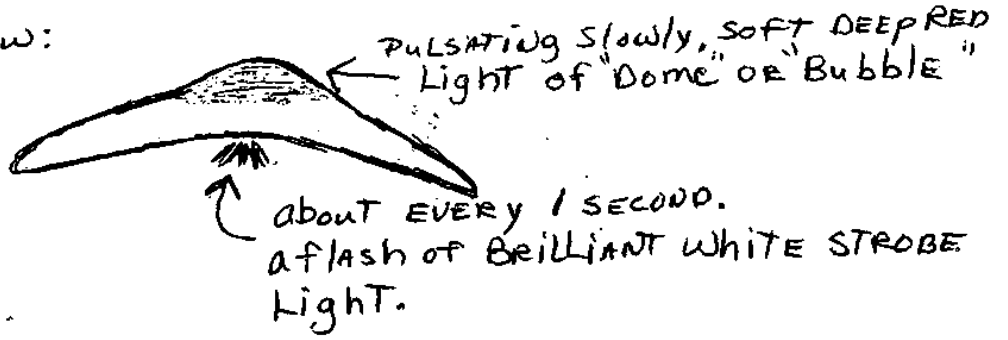 w:
PULSATING Slowly, SOFT DEEP RED
Light of "Dome" OR "Bubble"
about EVERY 1 SECOND.
a flash of BRILLIANT WHITE STROBE
Light.